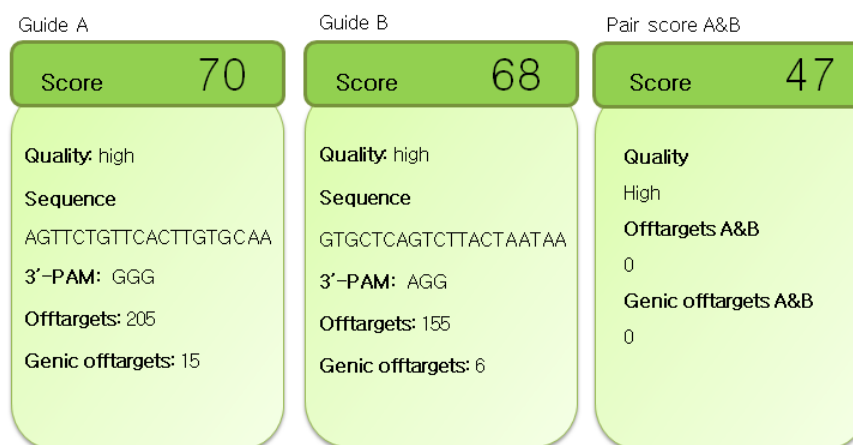 Guide A
Score 70
Quality: high
Sequence
AGTTCTGTTCACTTGTGCAA
3'-PAM: GGG
Offtargets: 205
Genic offtargets: 15
Guide B
Score 68
Quality: high
Sequence
GTGCTCAGTCTTACTAATAA
3'-PAM: AGG
Offtargets: 155
Genic offtargets: 6
Pair score A&B
Score 47
Quality
High
Offtargets A&B
0
Genic offtargets A&B
0